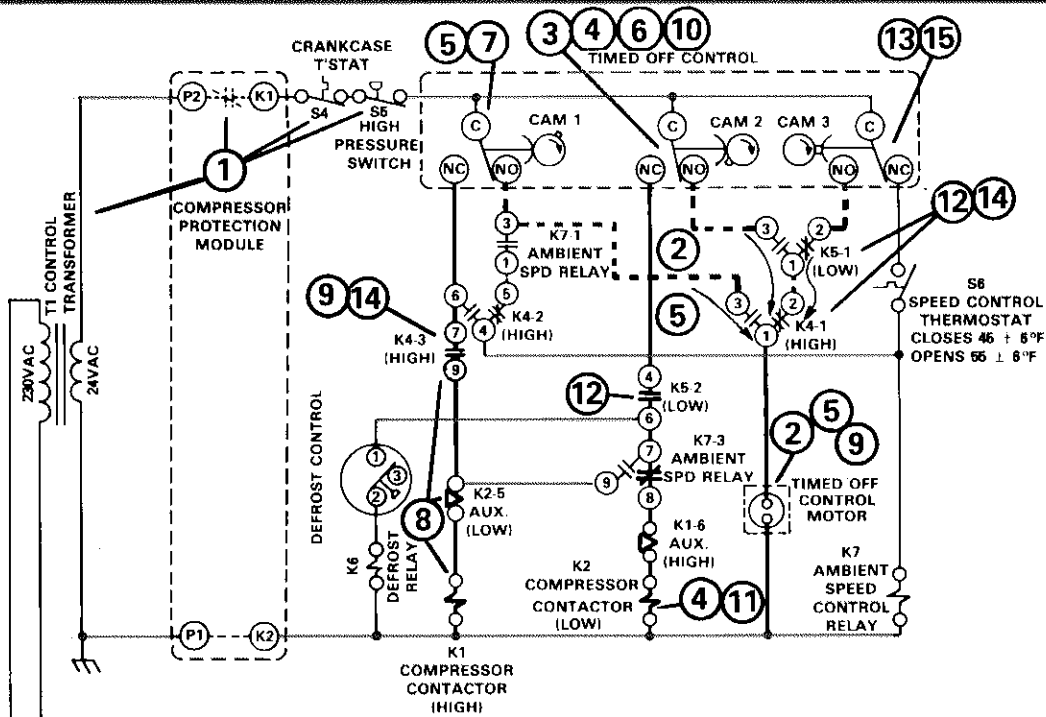 5 7
3 4 6 10
13 15
CRANKCASE
T'STAT
TIMED OFF CONTROL
P2 K1
S4 S5
HIGH
PRESSURE
SWITCH
C CAM 1
C CAM 2 CAM 3 C
NC NO
NC NO
NO NC
1
COMPRESSOR
PROTECTION
MODULE
T1 CONTROL
TRANSFORMER
230VAC
24VAC
3
K7-1
AMBIENT
SPD RELAY
1
2
3 2
K5-1
(LOW)
1
12 14
S6
SPEED CONTROL
THERMOSTAT
CLOSES 45 ± 6°F
OPENS 55 ± 6°F
9 14
6 5
K4-2
(HIGH)
7 4
K4-3
(HIGH)
9
5
3 2
K4-1
(HIGH)
1
12
4
K5-2
(LOW)
6
7
K7-3
AMBIENT
SPD RELAY
9
8
2 5 9
TIMED OFF
CONTROL
MOTOR
DEFROST CONTROL
1
3
2
8
K2-5
AUX.
(LOW)
K6
DEFROST
RELAY
K1-6
AUX.
(HIGH)
K2
COMPRESSOR
CONTACTOR
(LOW)
4 11
K7
AMBIENT
SPEED
CONTROL
RELAY
P1 K2
K1
COMPRESSOR
CONTACTOR
(HIGH)